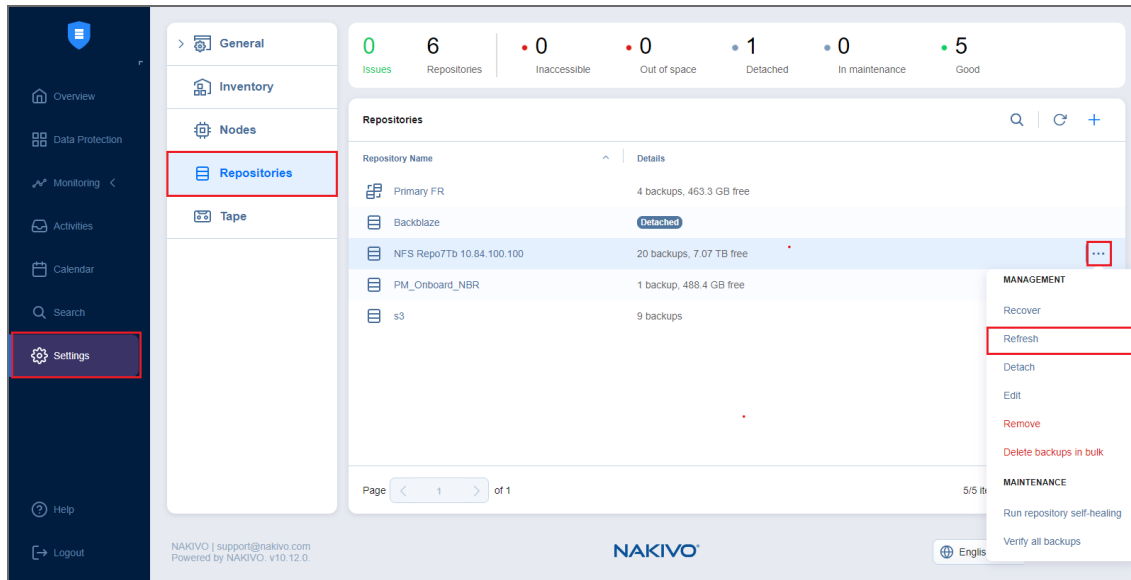 Overview
Data Protection
Monitoring
Activities
Calendar
Search
Settings
Help
Logout
General
Inventory
Nodes
Repositories
Tape
0 6 0 0 1 0 5
Issues Repositories Inaccessible Out of space Detached In maintenance Good
Repositories
Repository Name Details
Primary FR 4 backups, 463.3 GB free
Backblaze Detached
NFS Repo7Tb 10.84.100.100 20 backups, 7.07 TB free
PM_Onboard_NBR 1 backup, 488.4 GB free
s3 9 backups
MANAGEMENT
Recover
Refresh
Detach
Edit
Remove
Delete backups in bulk
MAINTENANCE
Run repository self-healing
Verify all backups
Page 1 of 1 5/5
NAKIVO | support@nakivo.com
Powered by NAKIVO. v10.12.0.
NAKIVO